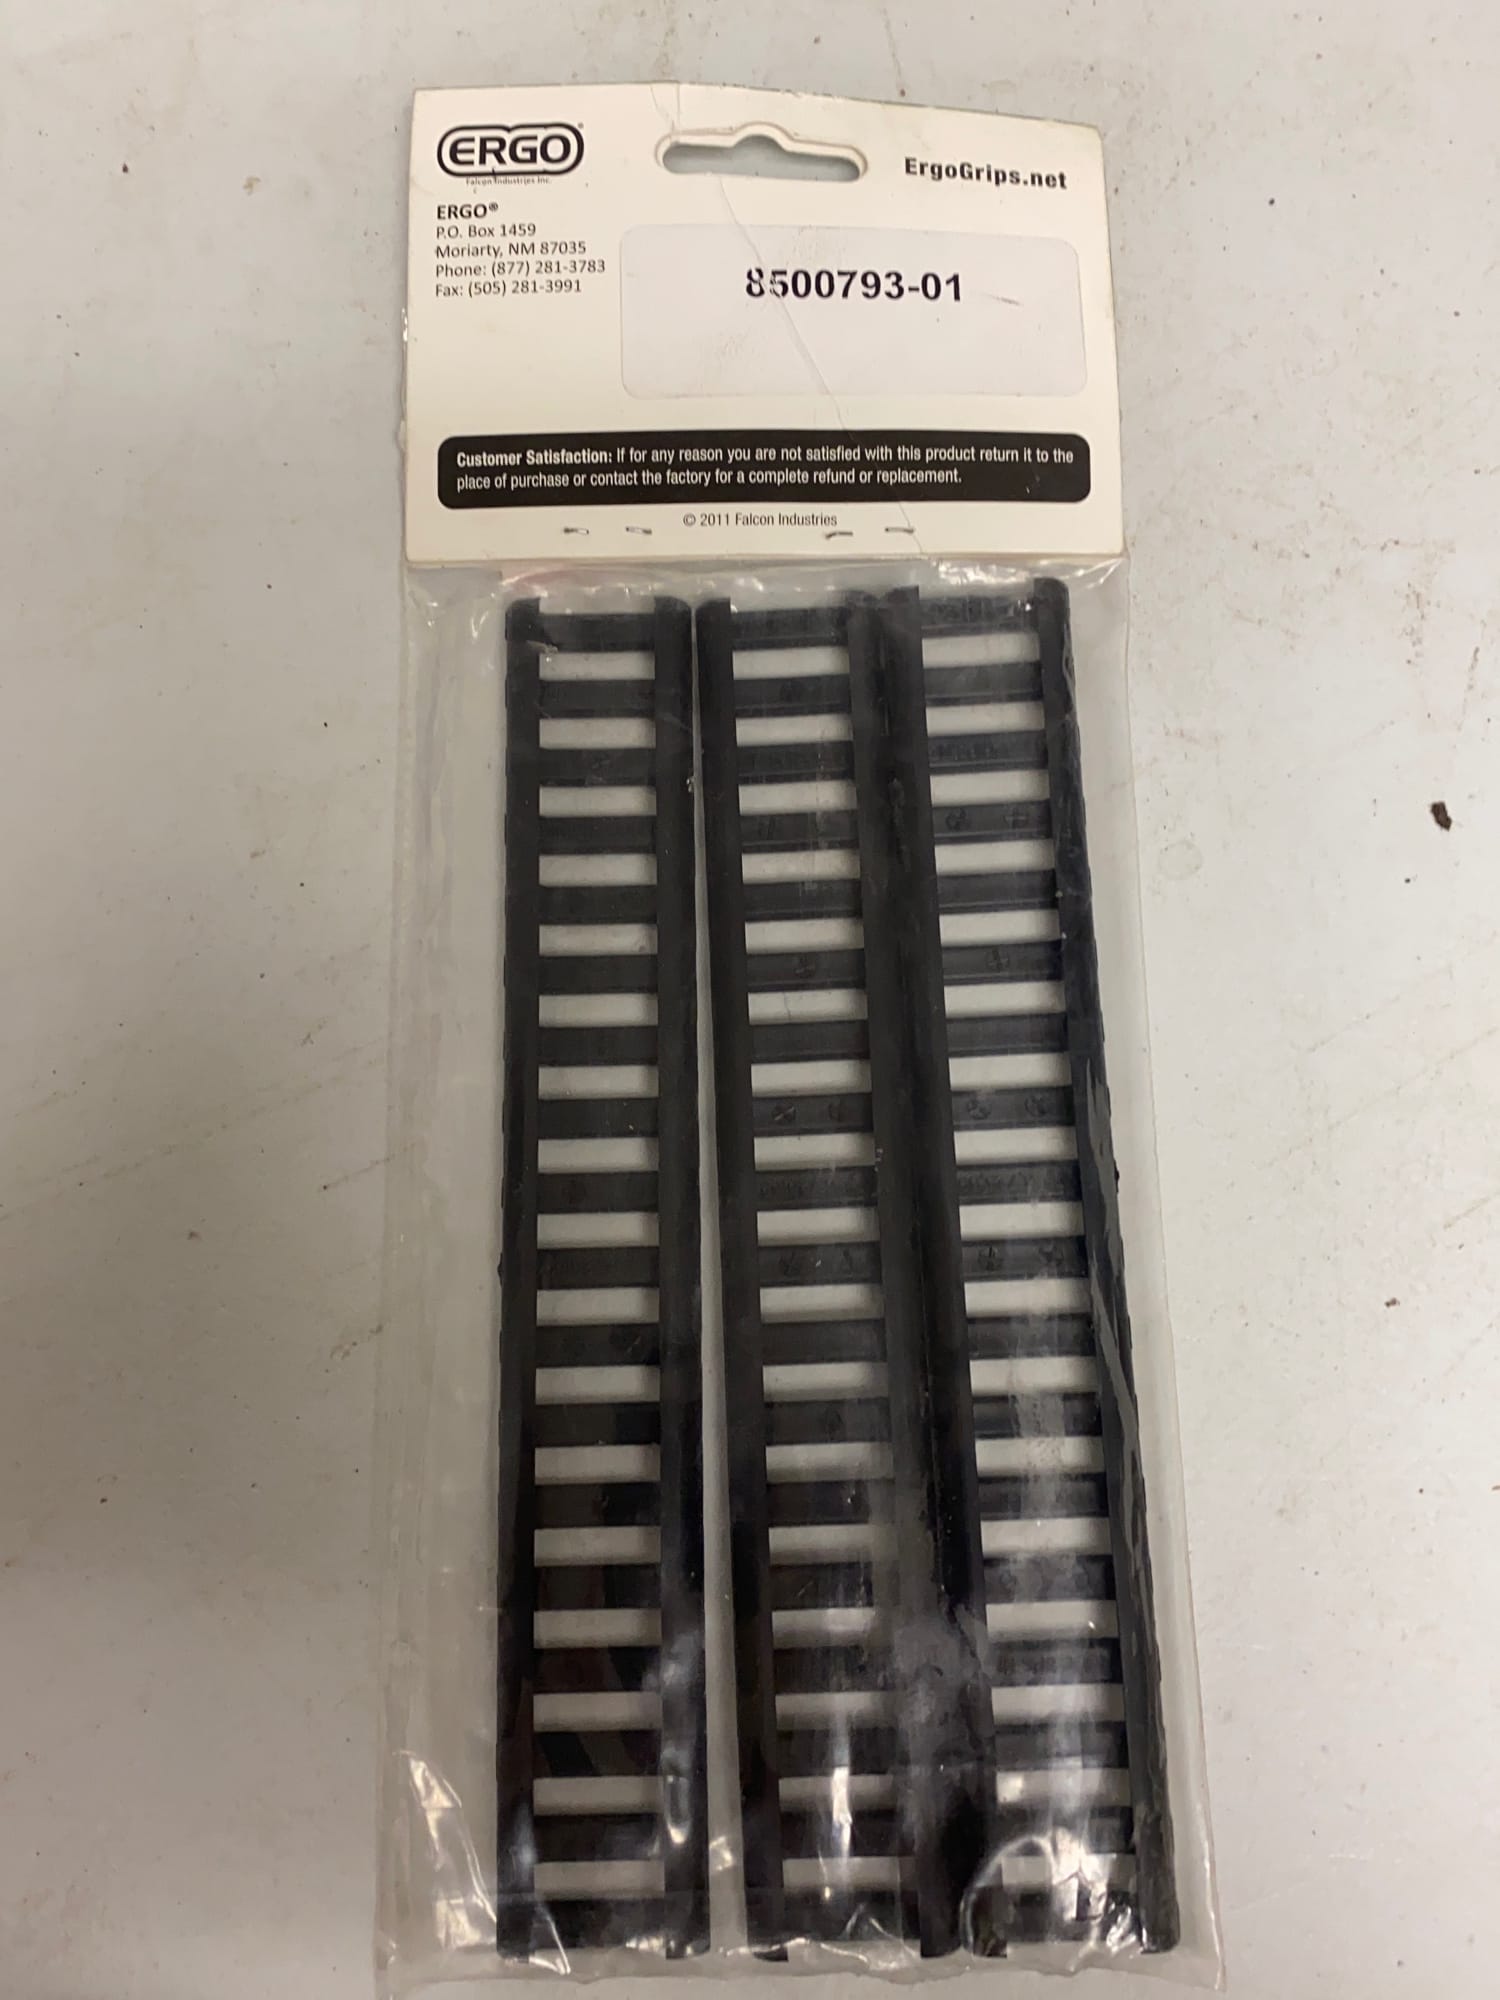 ERGO®
Falcon Industries Inc.
ErgoGrips.net
ERGO®
P.O. Box 1459
Moriarty, NM 87035
Phone: (877) 281-3783
Fax: (505) 281-3991
8500793-01
Customer Satisfaction: If for any reason you are not satisfied with this product return it to the
place of purchase or contact the factory for a complete refund or replacement.
© 2011 Falcon Industries